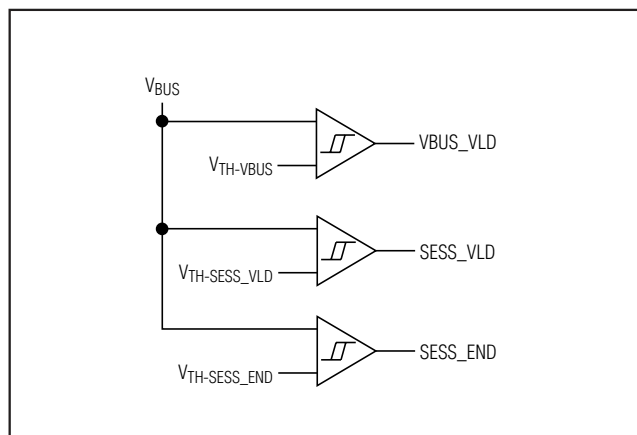 VBUS
VBUS_VLD
VTH-VBUS
SESS_VLD
VTH-SESS_VLD
SESS_END
VTH-SESS_END